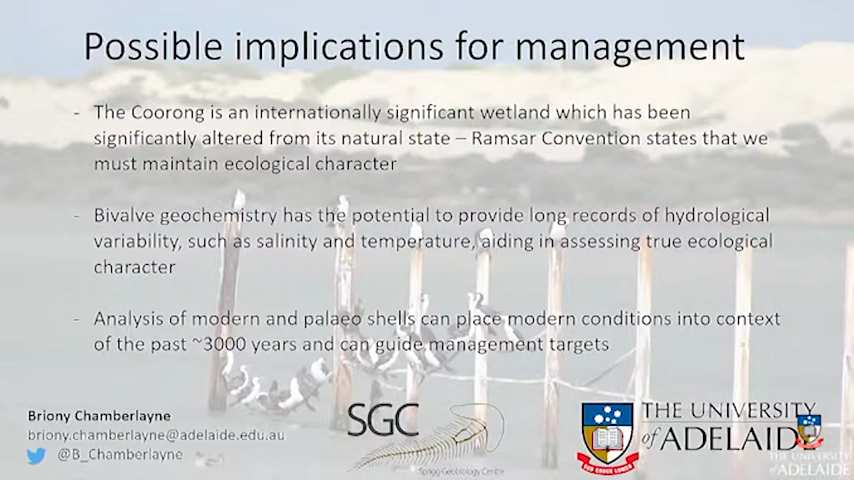 Possible implications for management
- The Coorong is an internationally significant wetland which has been
significantly altered from its natural state – Ramsar Convention states that we
must maintain ecological character
- Bivalve geochemistry has the potential to provide long records of hydrological
variability, such as salinity and temperature, aiding in assessing true ecological
character
- Analysis of modern and palaeo shells can place modern conditions into context
of the past ~3000 years and can guide management targets
Briony Chamberlayne
briony.chamberlayne@adelaide.edu.au
@B_Chamberlayne
SGC
Sprigg Geobiology Centre
THE UNIVERSITY
of ADELAIDE
SUB CRUCE LUMEN
THE UNIVERSITY
of ADELAIDE